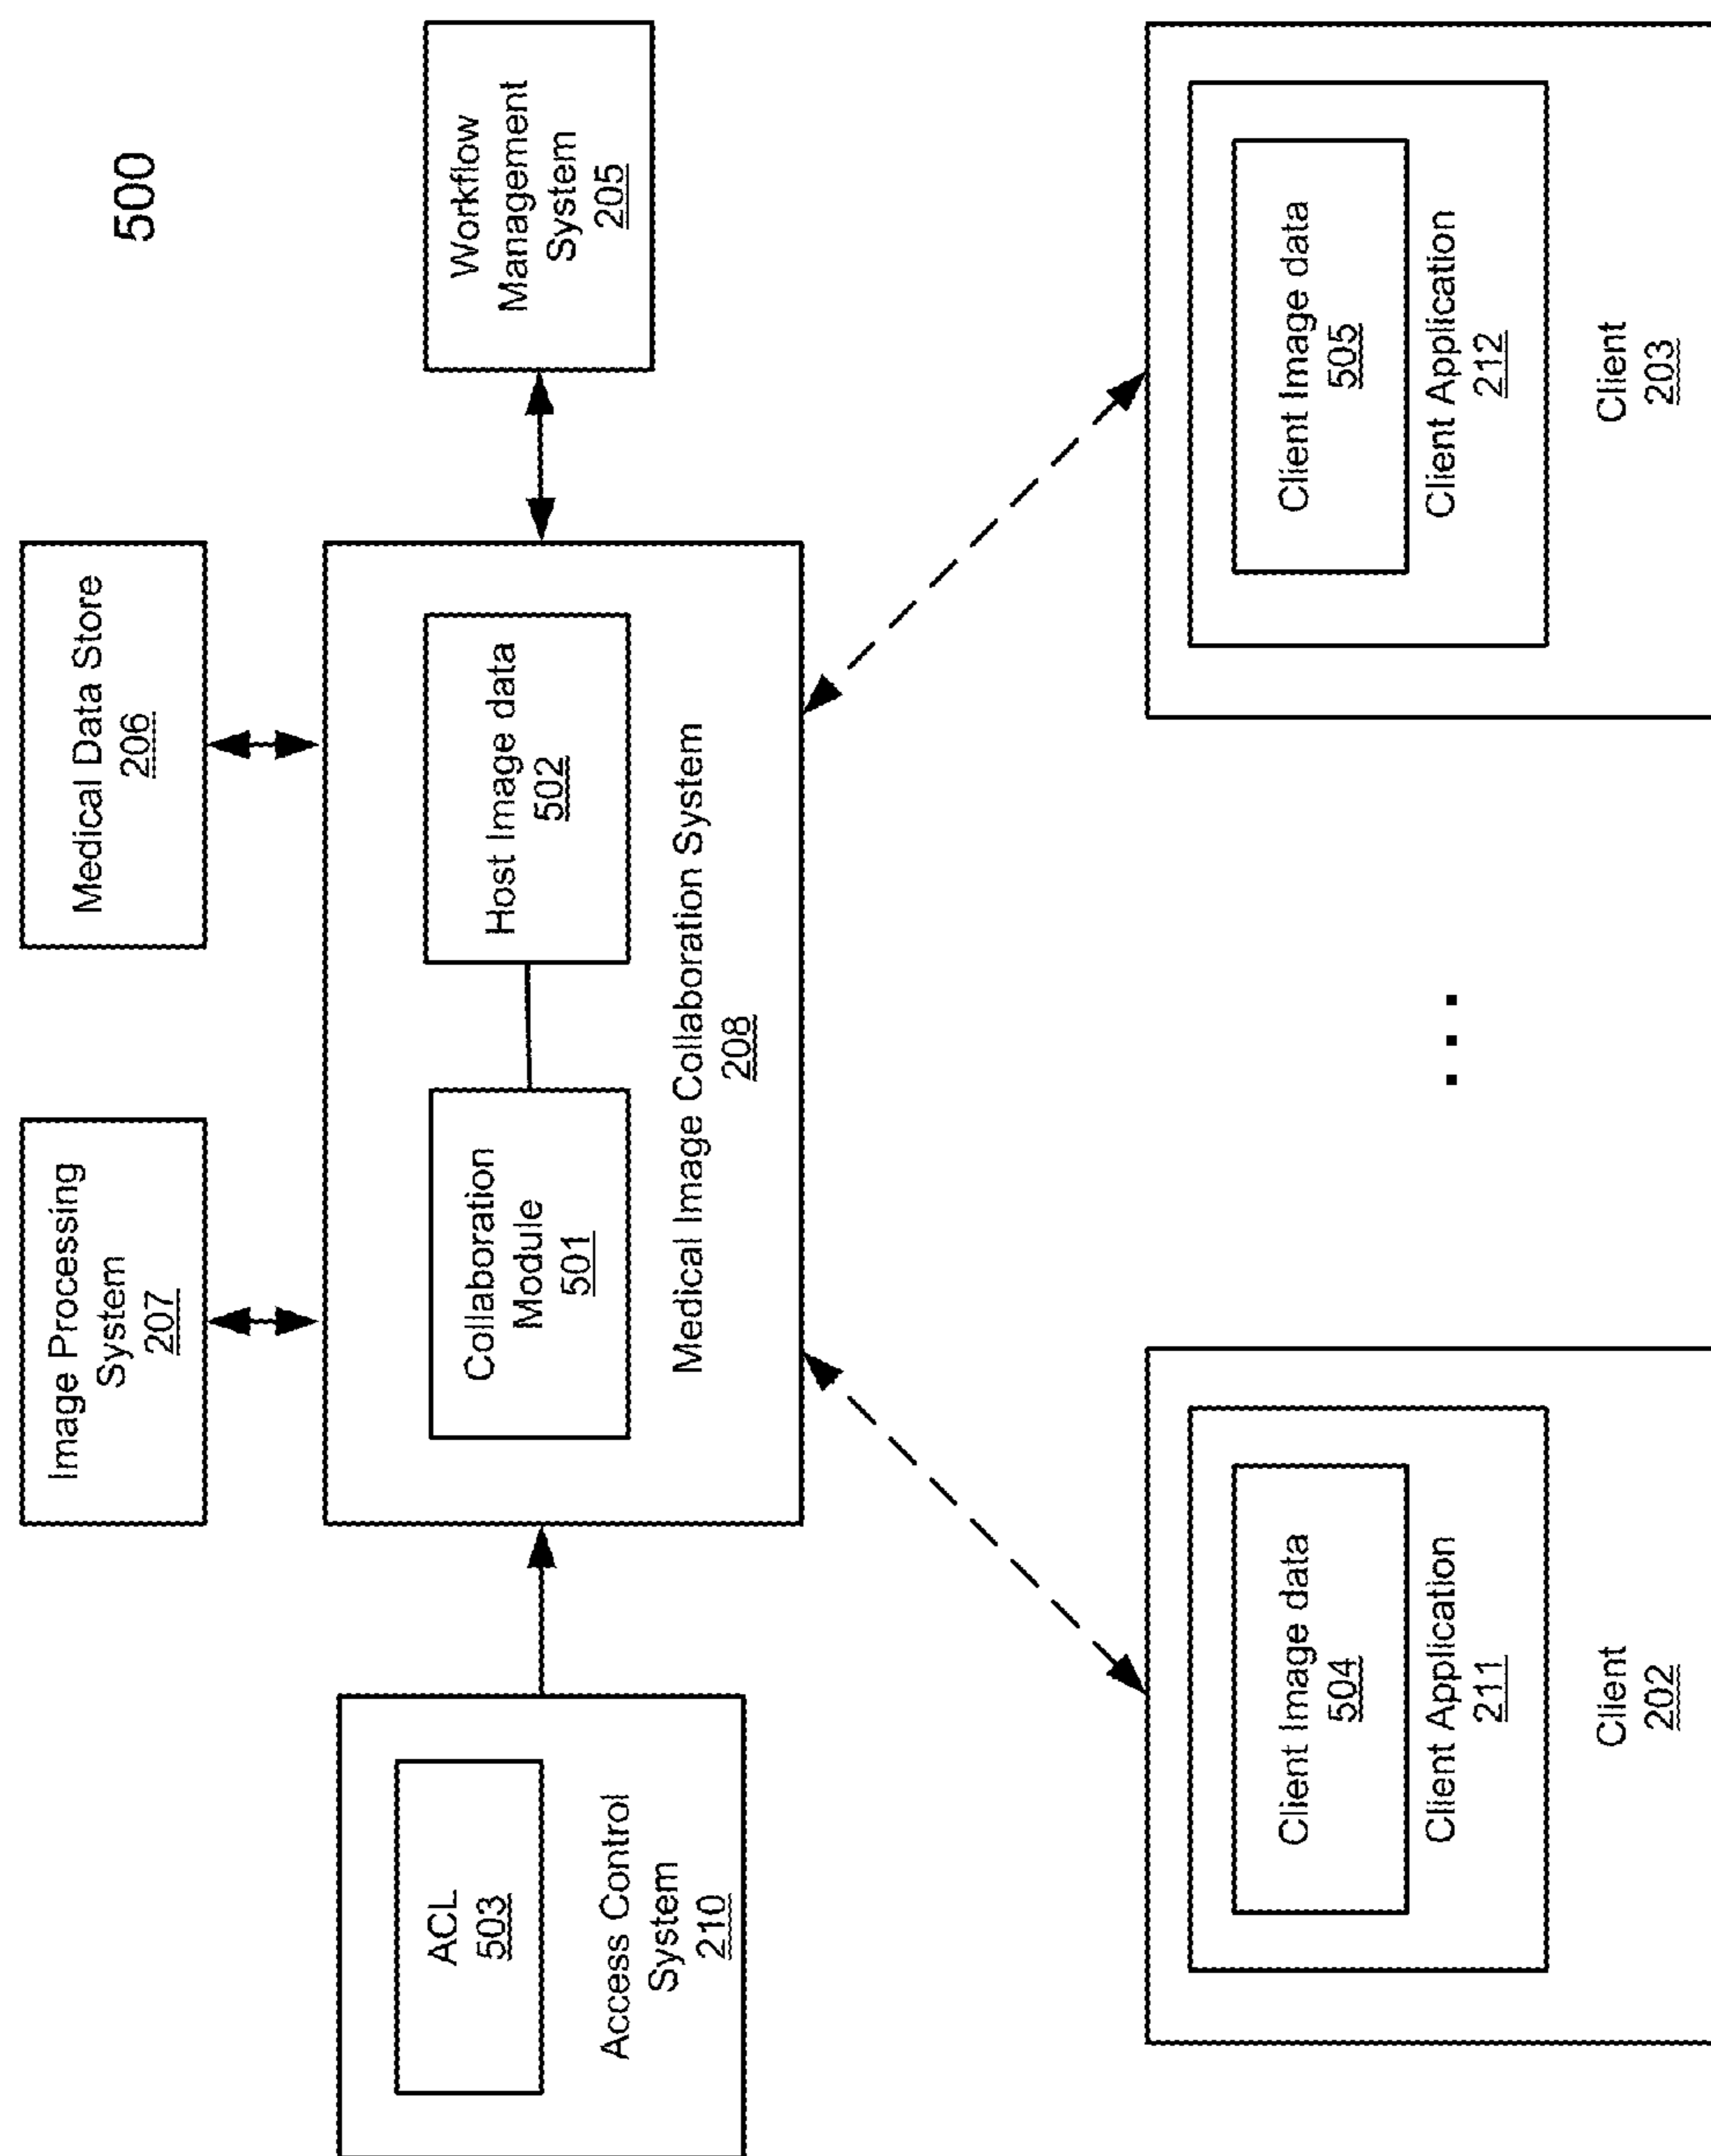 500
Image Processing
System
207
Medical Data Store
206
ACL
503
Access Control
System
210
Collaboration
Module
501
Host Image data
502
Medical Image Collaboration System
208
Workflow
Management
System
205
Client Image data
504
Client Application
211
Client
202
...
Client Image data
505
Client Application
212
Client
203